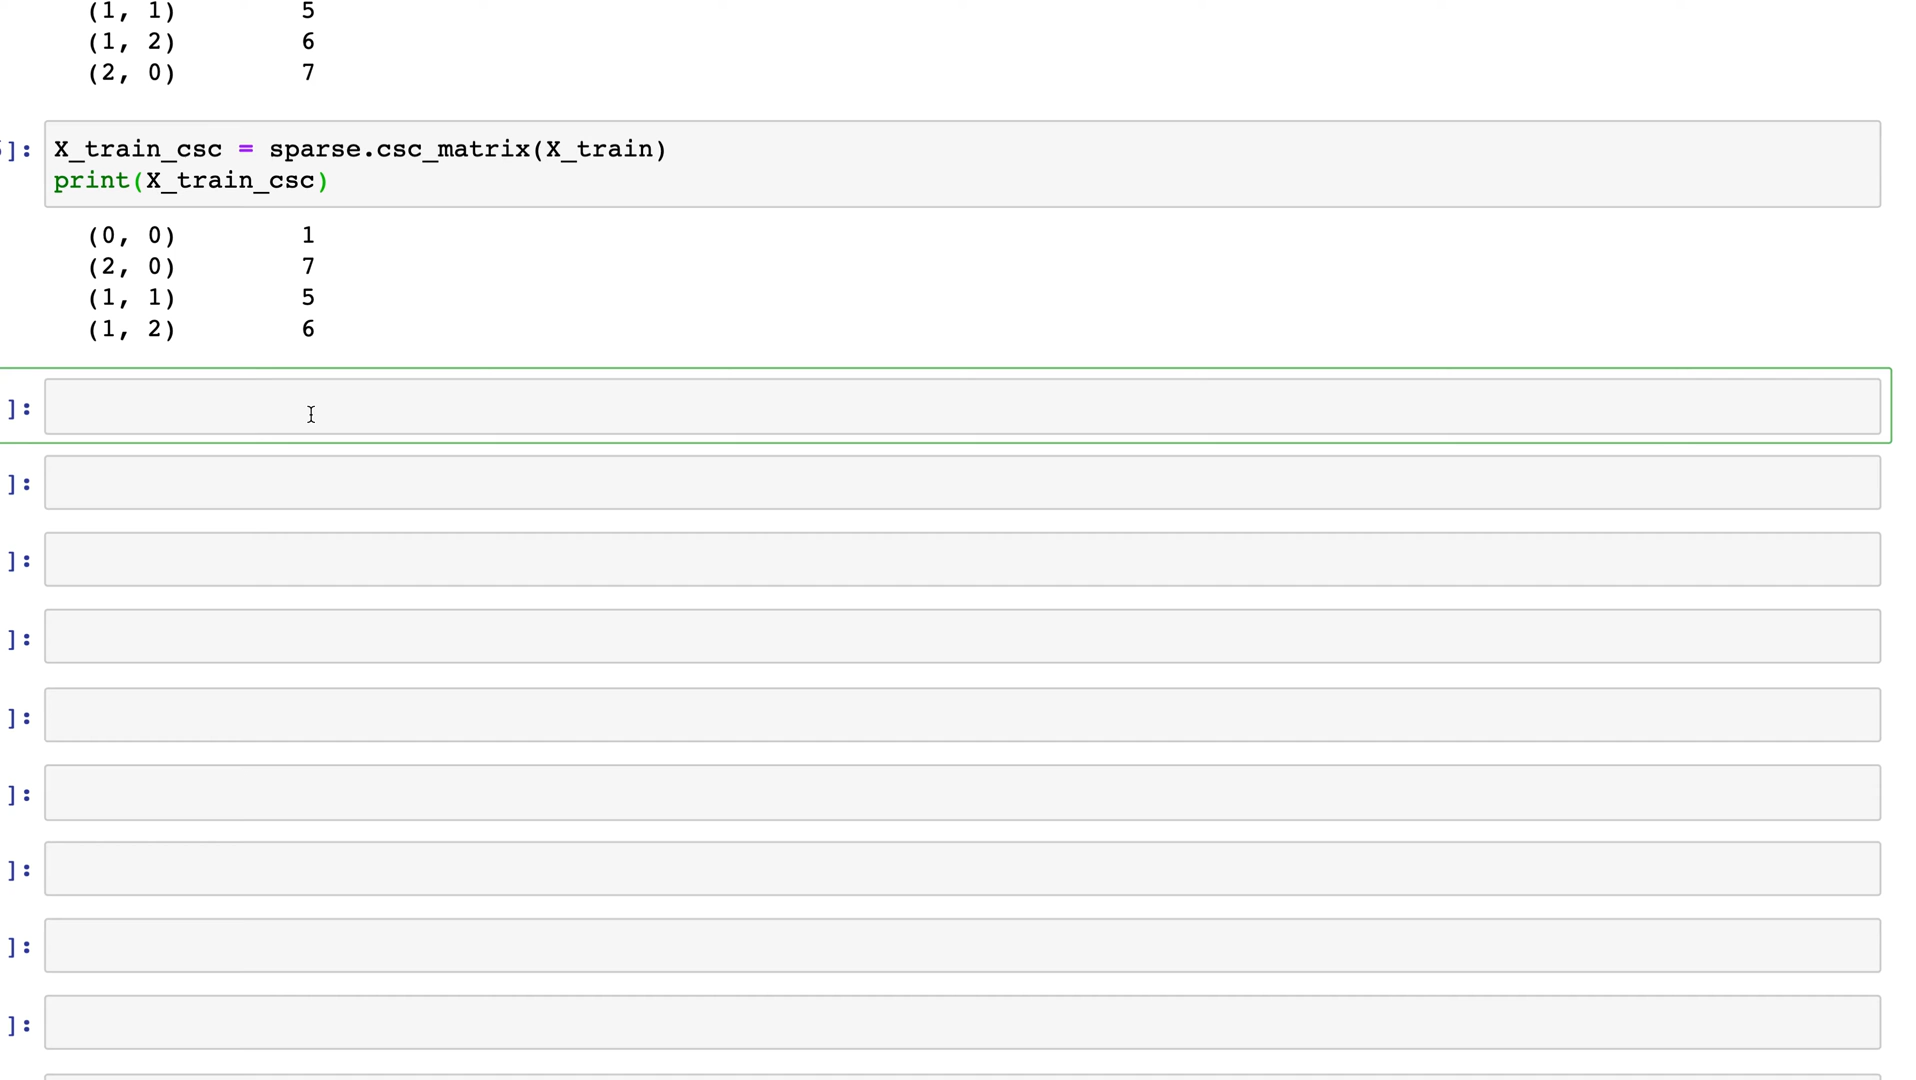 (1, 1) 5
(1, 2) 6
(2, 0) 7
]: X_train_csc = sparse.csc_matrix(X_train)
print(X_train_csc)
(0, 0) 1
(2, 0) 7
(1, 1) 5
(1, 2) 6
]:
]:
]:
]:
]:
]:
]:
]:
]: